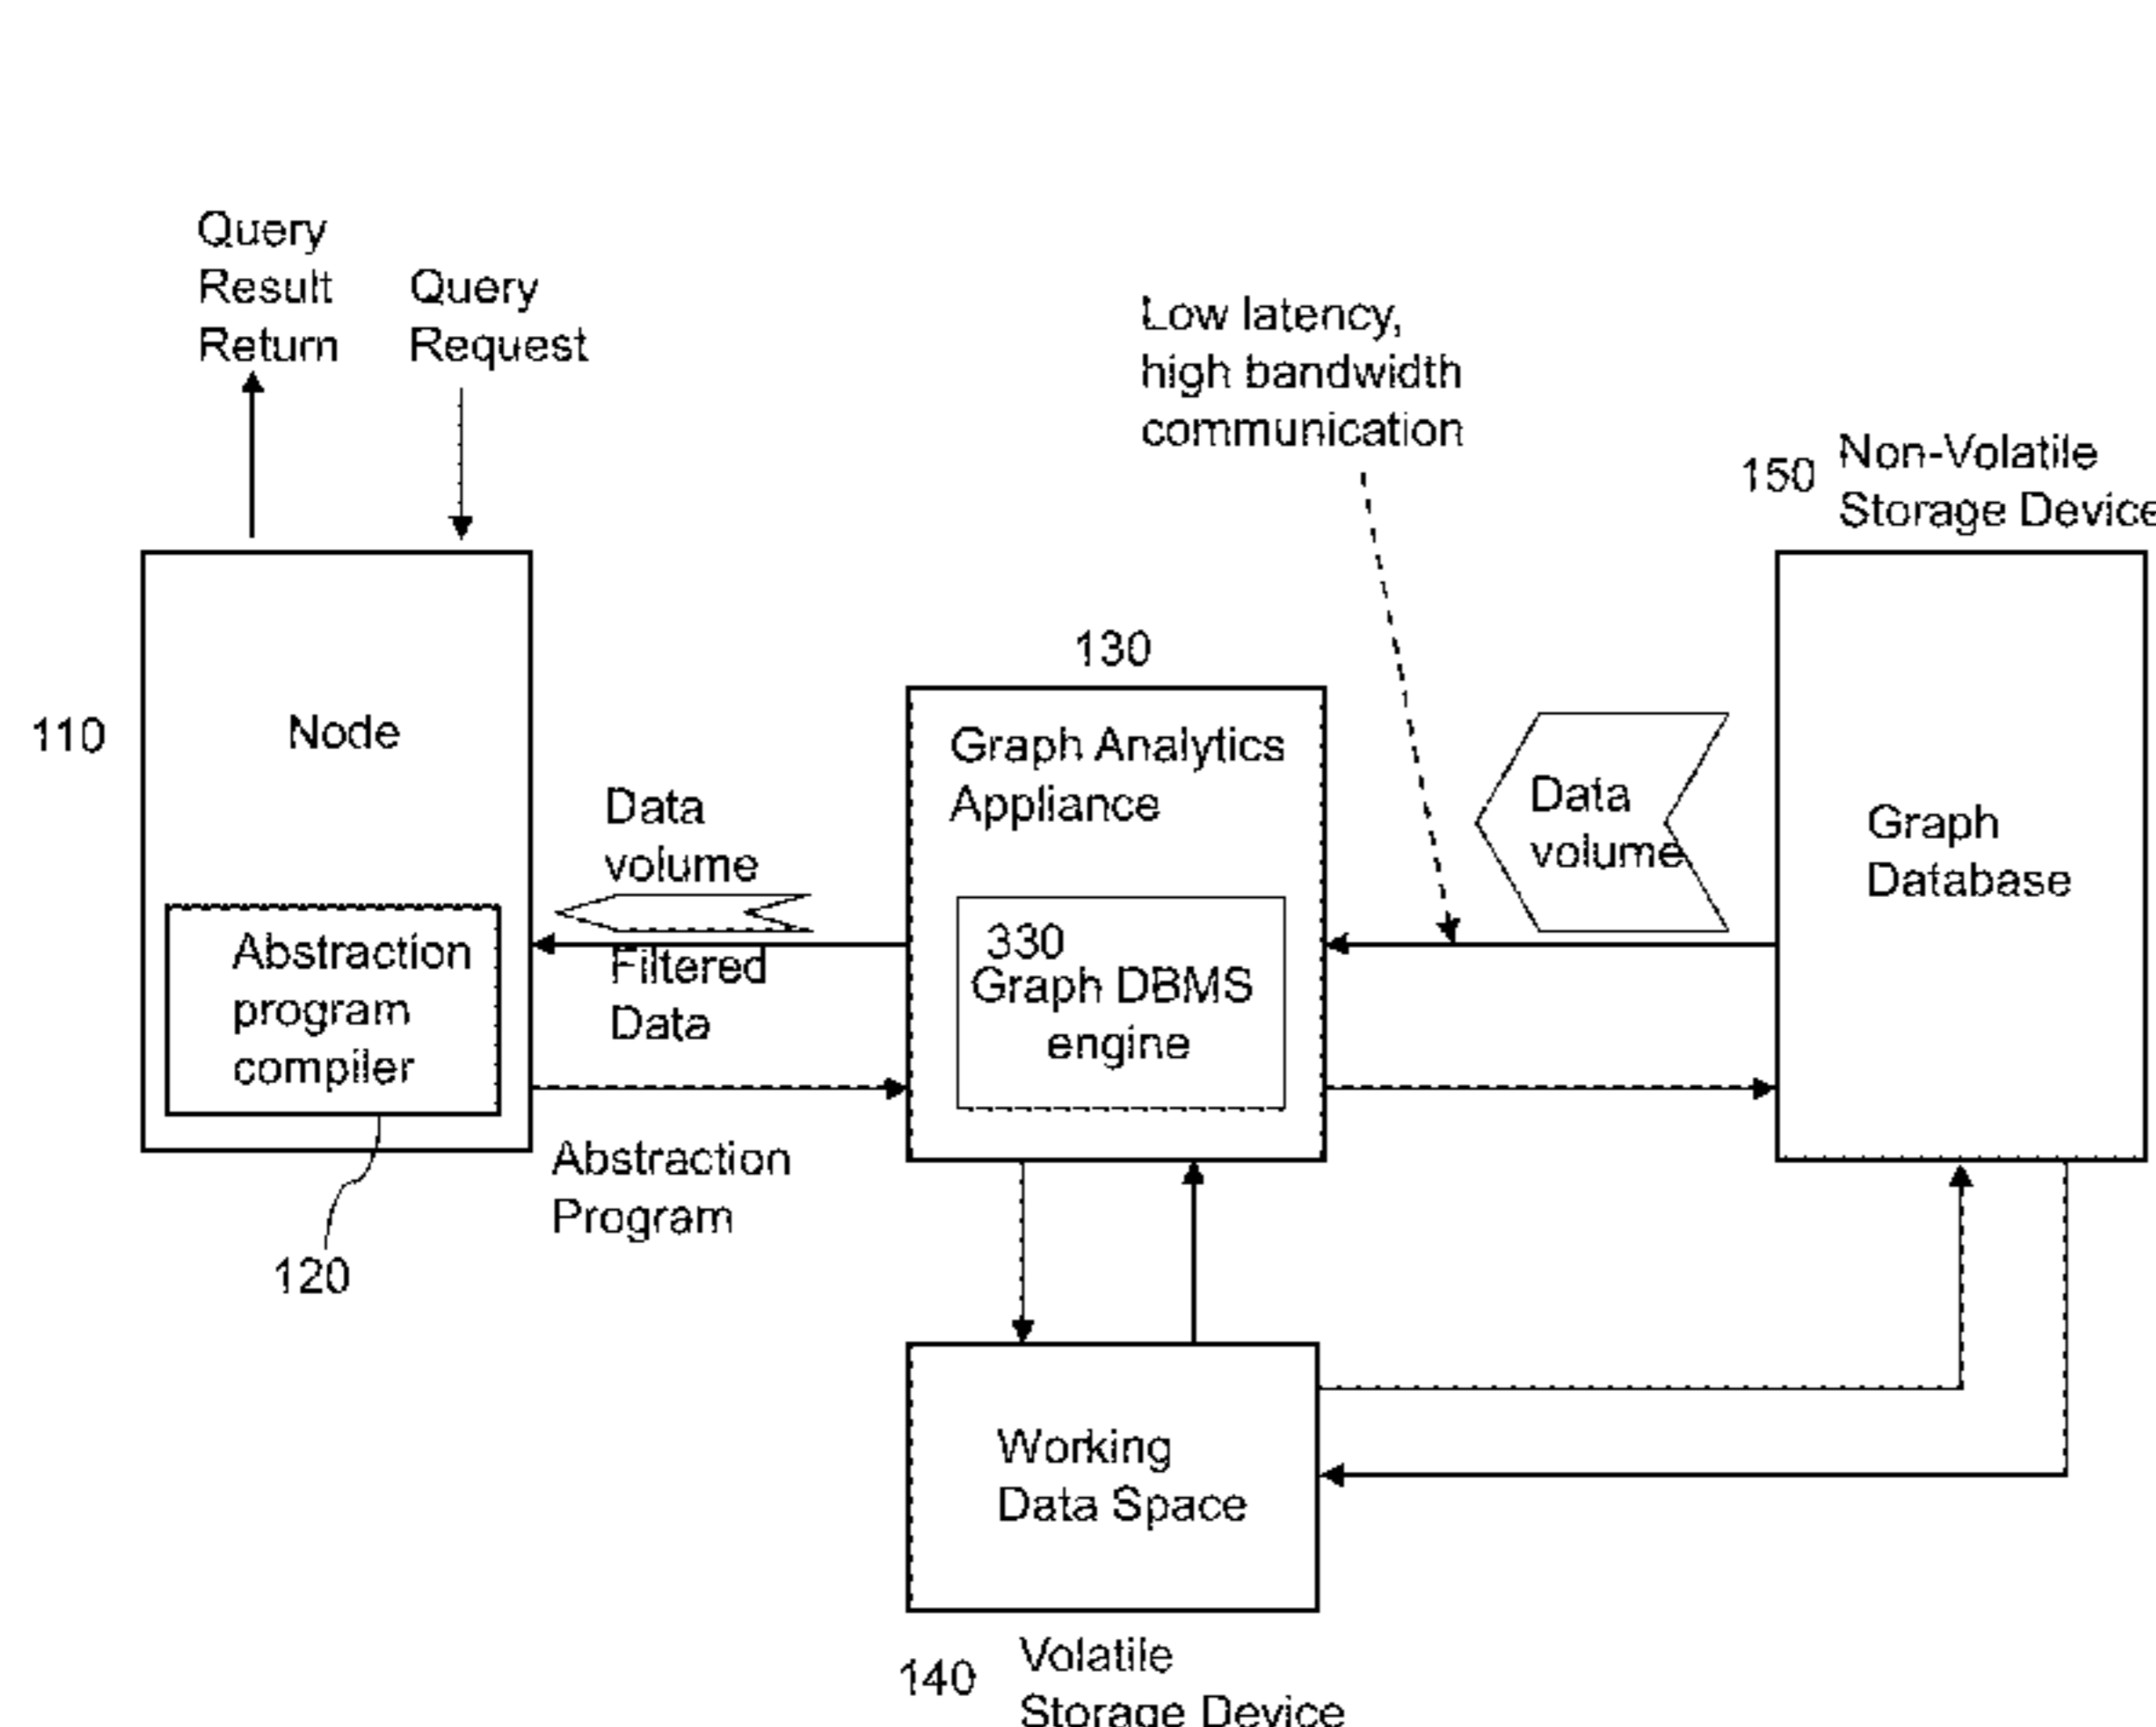 Query
Result
Return
Query
Request
Low latency,
high bandwidth
communication
150
Non-Volatile
Storage Device
130
110
Node
Graph Analytics
Appliance
Data
volume
Data
volume
Graph
Database
330
Graph DBMS
engine
Filtered
Data
Abstraction
program
compiler
Abstraction
Program
120
Working
Data Space
140
Volatile
Storage Device